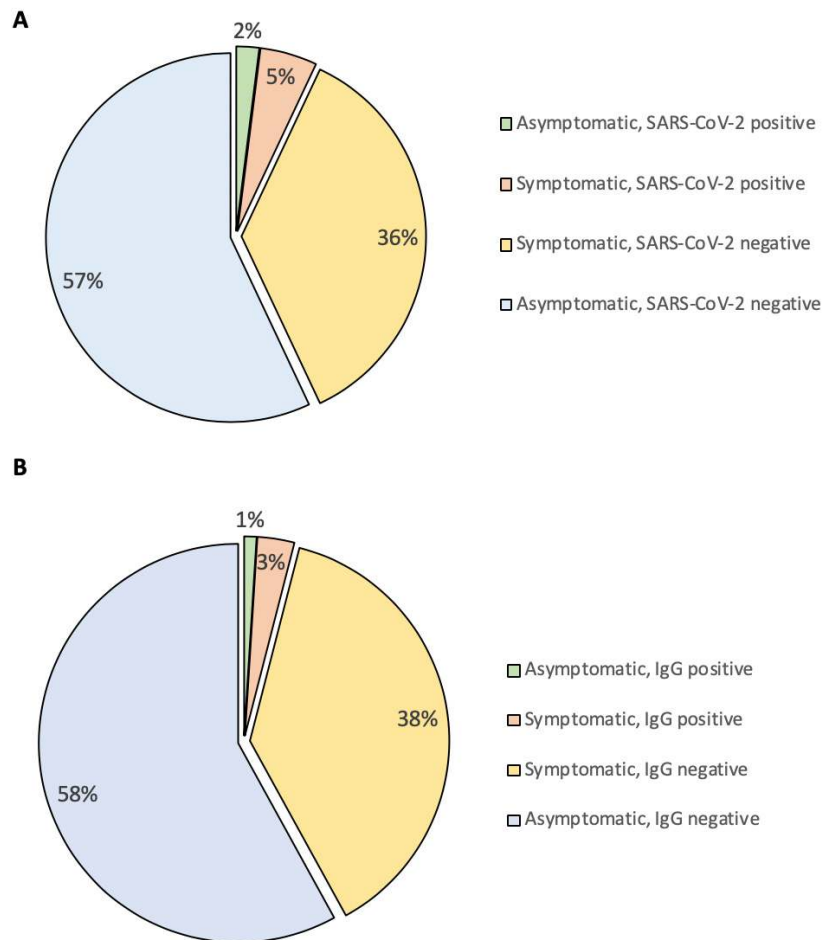 A
2%
5%
36%
57%
Asymptomatic, SARS-CoV-2 positive
Symptomatic, SARS-CoV-2 positive
Symptomatic, SARS-CoV-2 negative
Asymptomatic, SARS-CoV-2 negative
B
1%
3%
38%
58%
Asymptomatic, IgG positive
Symptomatic, IgG positive
Symptomatic, IgG negative
Asymptomatic, IgG negative